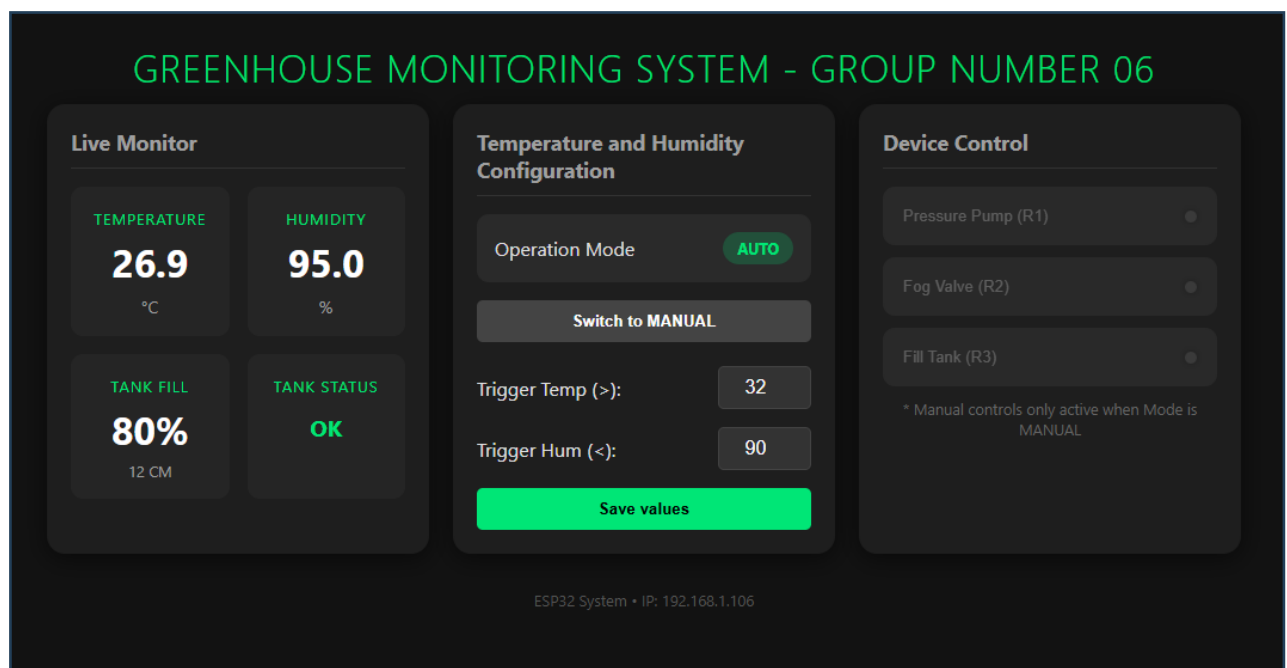 GREENHOUSE MONITORING SYSTEM - GROUP NUMBER 06
Live Monitor
TEMPERATURE
26.9
°C
HUMIDITY
95.0
%
TANK FILL
80%
12 CM
TANK STATUS
OK
Temperature and Humidity
Configuration
Operation Mode
AUTO
Switch to MANUAL
Trigger Temp (>):
32
Trigger Hum (<):
90
Save values
Device Control
Pressure Pump (R1)
Fog Valve (R2)
Fill Tank (R3)
* Manual controls only active when Mode is
MANUAL
ESP32 System • IP: 192.168.1.106